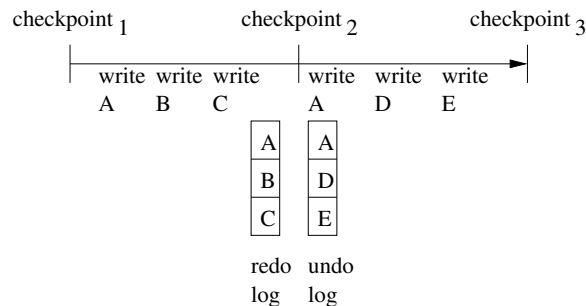 checkpoint 1 checkpoint 2 checkpoint 3
write write write write write write
A B C A D E
A A
B D
C E
redo undo
log log